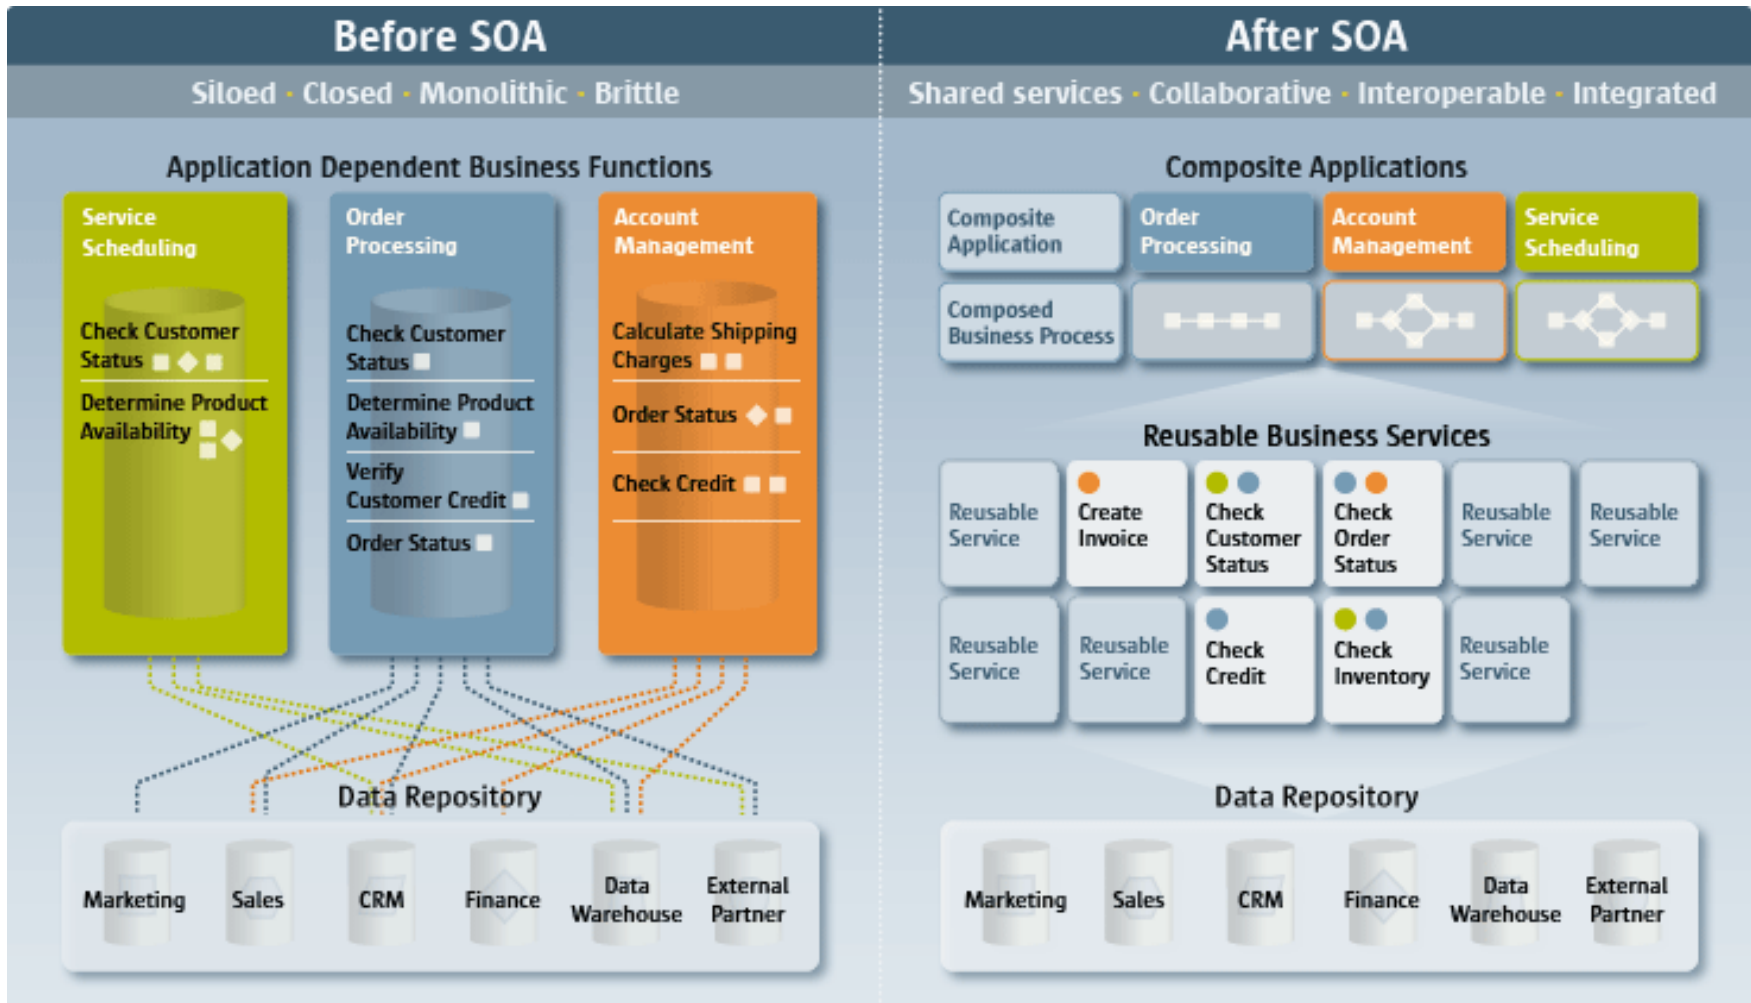 Before SOA
Siloed · Closed · Monolithic · Brittle
Application Dependent Business Functions
Service
Scheduling
Check Customer
Status
Determine Product
Availability
Order
Processing
Check Customer
Status
Determine Product
Availability
Verify
Customer Credit
Order Status
Account
Management
Calculate Shipping
Charges
Order Status
Check Credit
Data Repository
Marketing
Sales
CRM
Finance
Data
Warehouse
External
Partner
After SOA
Shared services · Collaborative · Interoperable · Integrated
Composite Applications
Composite
Application
Order
Processing
Account
Management
Service
Scheduling
Composed
Business Process
Reusable Business Services
Reusable
Service
Create
Invoice
Check
Customer
Status
Check
Order
Status
Reusable
Service
Reusable
Service
Reusable
Service
Reusable
Service
Check
Credit
Check
Inventory
Reusable
Service
Data Repository
Marketing
Sales
CRM
Finance
Data
Warehouse
External
Partner